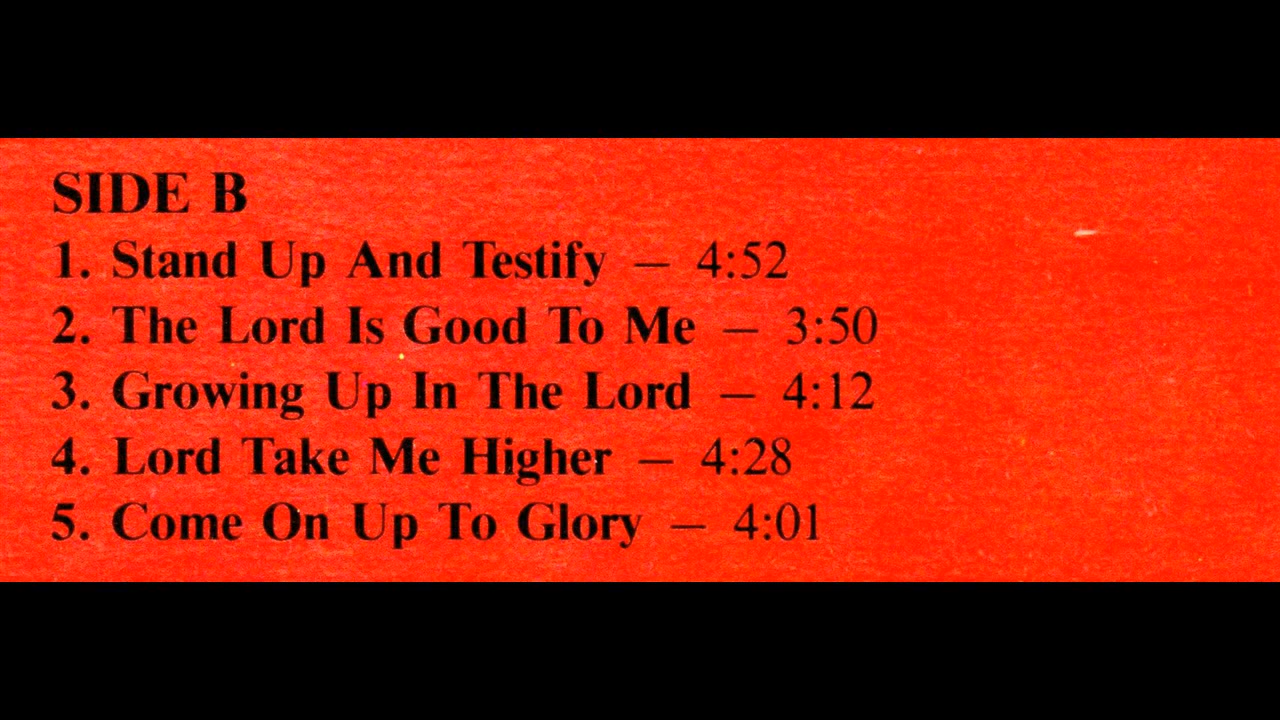 SIDE B
1. Stand Up And Testify — 4:52
2. The Lord Is Good To Me — 3:50
3. Growing Up In The Lord — 4:12
4. Lord Take Me Higher — 4:28
5. Come On Up To Glory — 4:01